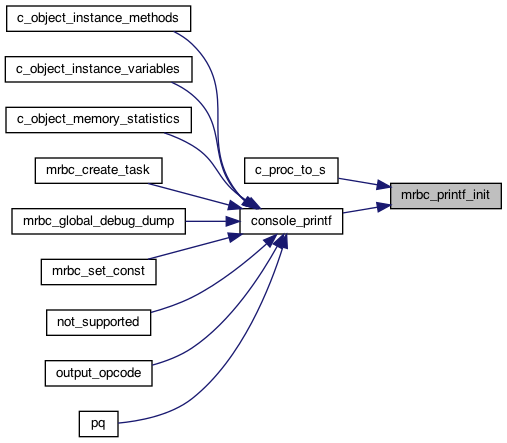 c_object_instance_methods
c_object_instance_variables
c_object_memory_statistics
mrbc_create_task
c_proc_to_s
mrbc_printf_init
mrbc_global_debug_dump
console_printf
mrbc_set_const
not_supported
output_opcode
pq